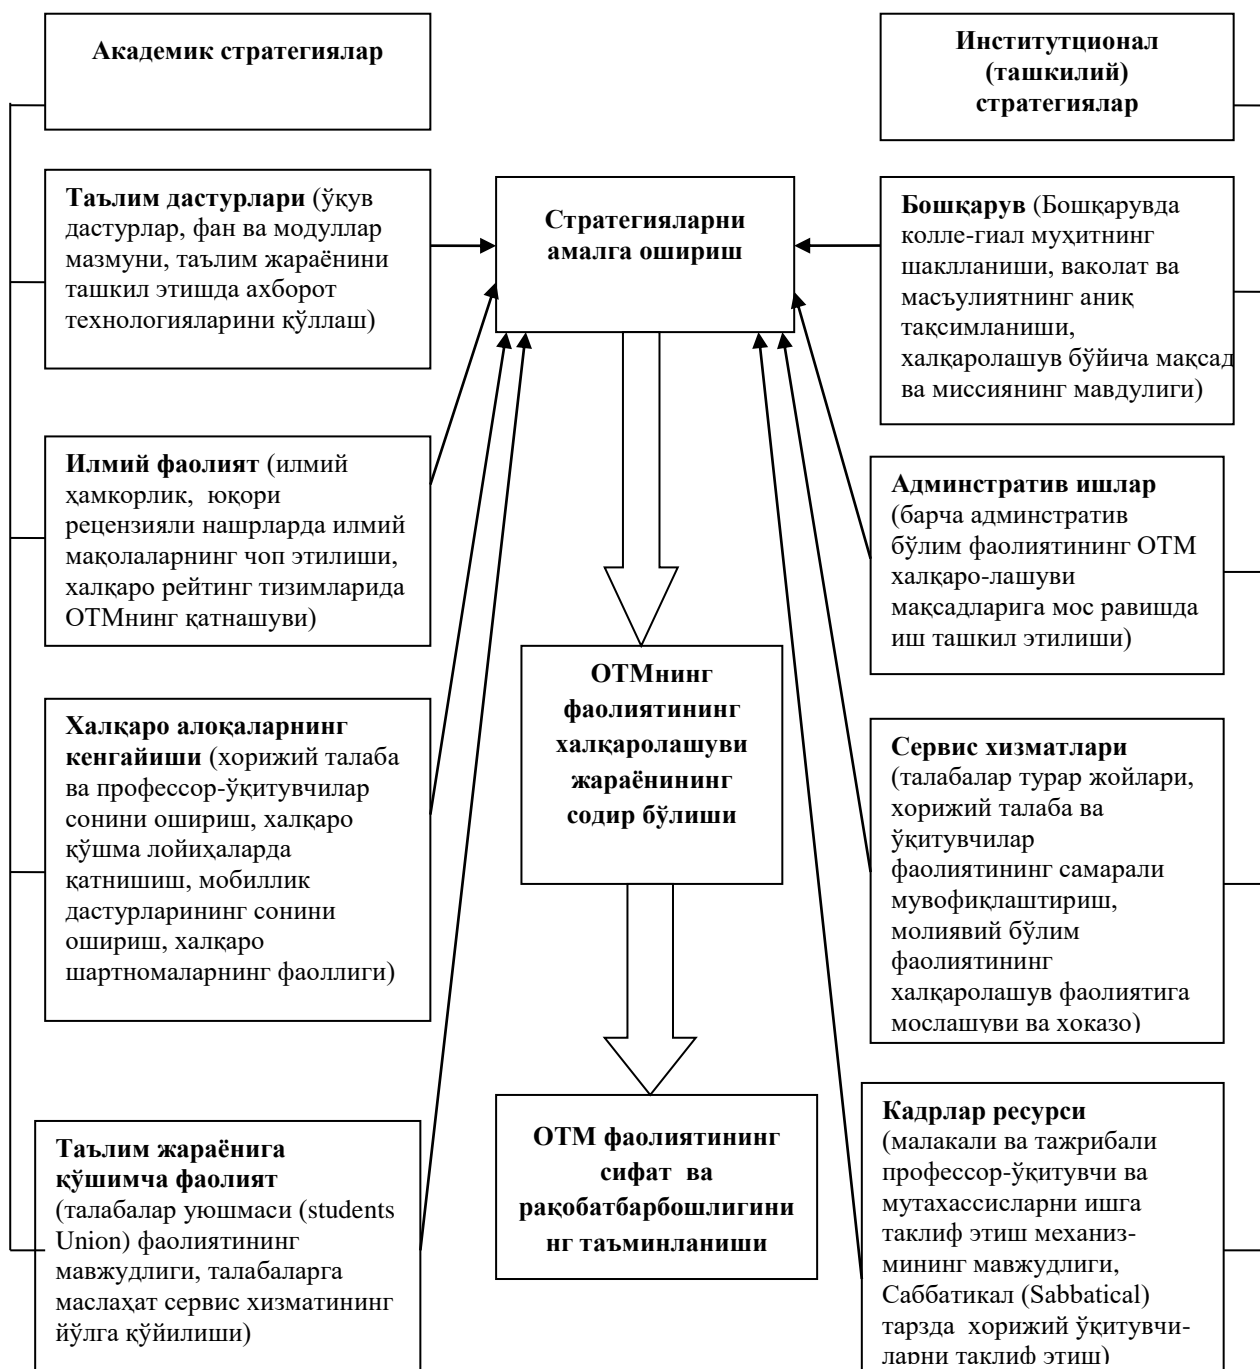 Академик стратегиялар
Институтционал
(ташкилий)
стратегиялар
Таълим дастурлари (ўқув
дастурлар, фан ва модуллар
мазмуни, таълим жараёнини
ташкил этишда ахборот
технологияларини қўллаш)
Стратегияларни
амалга ошириш
Бошқарув (Бошқарувда
колле-гиал муҳитнинг
шаклланиши, ваколат ва
масъулиятнинг аниқ
тақсимланиши,
халқаролашув бўйича мақсад
ва миссиянинг мавдулиги)
Илмий фаолият (илмий
ҳамкорлик, юқори
рецензияли нашрларда илмий
мақолаларнинг чоп этилиши,
халқаро рейтинг тизимларида
ОТМнинг қатнашуви)
Админстратив ишлар
(барча админстратив
бўлим фаолиятининг ОТМ
халқаро-лашуви
мақсадларига мос равишда
иш ташкил этилиши)
ОТМнинг
фаолиятининг
халқаролашуви
жараёнининг
содир бўлиши
Халқаро алоқаларнинг
кенгайиши (хорижий талаба
ва профессор-ўқитувчилар
сонини ошириш, халқаро
қўшма лойиҳаларда
қатнишиш, мобиллик
дастурларининг сонини
ошириш, халқаро
шартномаларнинг фаоллиги)
Сервис хизматлари
(талабалар турар жойлари,
хорижий талаба ва
ўқитувчилар
фаолиятининг самарали
мувофиқлаштириш,
молиявий бўлим
фаолиятининг
халқаролашув фаолиятига
мослашуви ва хоказо)
ОТМ фаолиятининг
сифат ва
рақобатбарбошлигини
нг таъминланиши
Таълим жараёнига
қўшимча фаолият
(талабалар уюшмаси (students
Union) фаолиятининг
мавжудлиги, талабаларга
маслаҳат сервис хизматининг
йўлга қўйилиши)
Кадрлар ресурси
(малакали ва тажрибали
профессор-ўқитувчи ва
мутахассисларни ишга
таклиф этиш механиз-
мининг мавжудлиги,
Саббатикал (Sabbatical)
тарзда хорижий ўқитувчи-
ларни таклиф этиш)